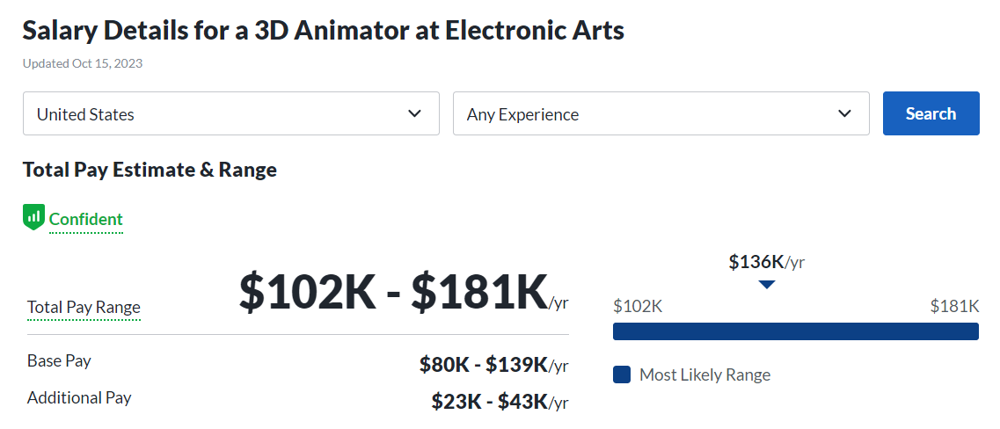 Salary Details for a 3D Animator at Electronic Arts
Updated Oct 15, 2023
United States
Any Experience
Search
Total Pay Estimate & Range
Confident
Total Pay Range
$102K - $181K/yr
Base Pay
$80K - $139K/yr
Additional Pay
$23K - $43K/yr
$136K/yr
$102K
$181K
Most Likely Range